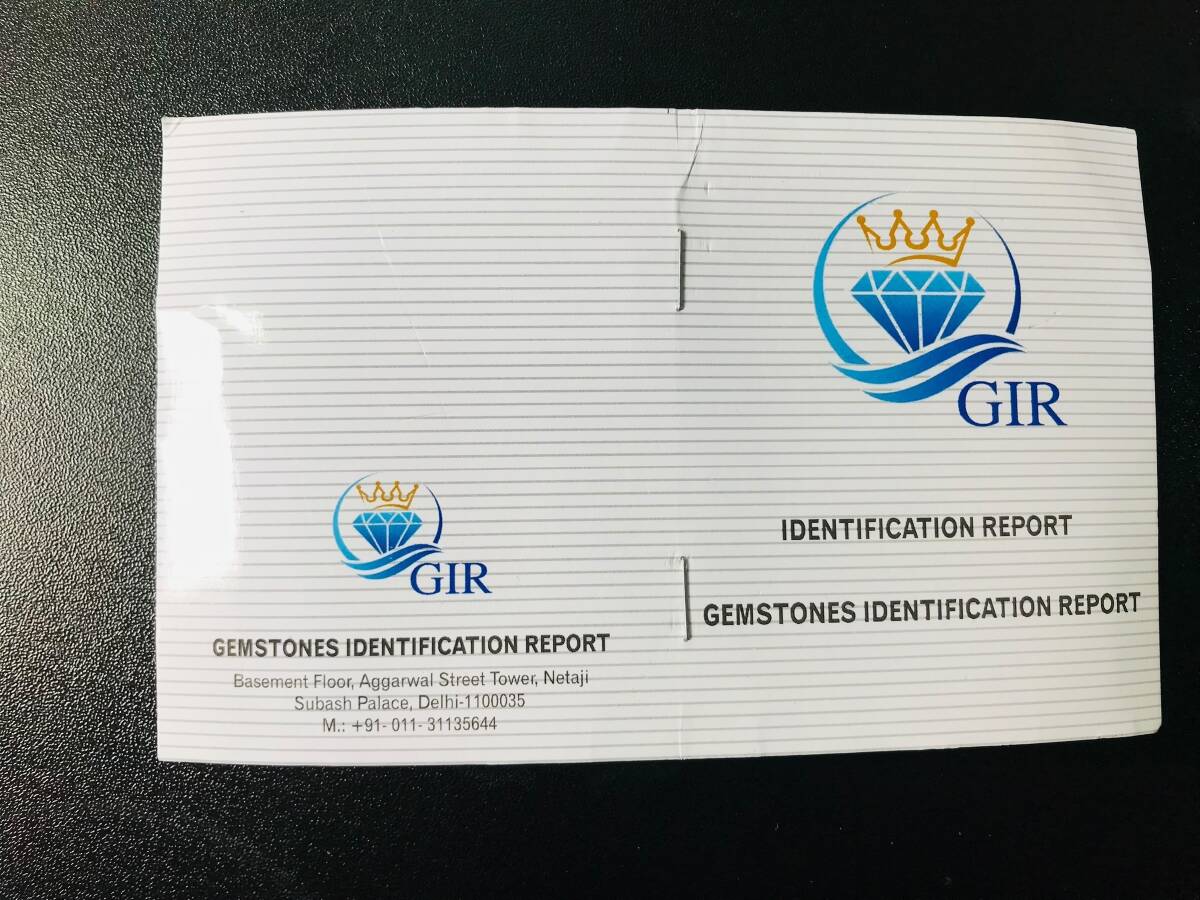 GIR
GEMSTONES IDENTIFICATION REPORT
Basement Floor, Aggarwal Street Tower, Netaji
Subash Palace, Delhi-1100035
M.: +91- 011- 31135644
GIR
IDENTIFICATION REPORT
GEMSTONES IDENTIFICATION REPORT